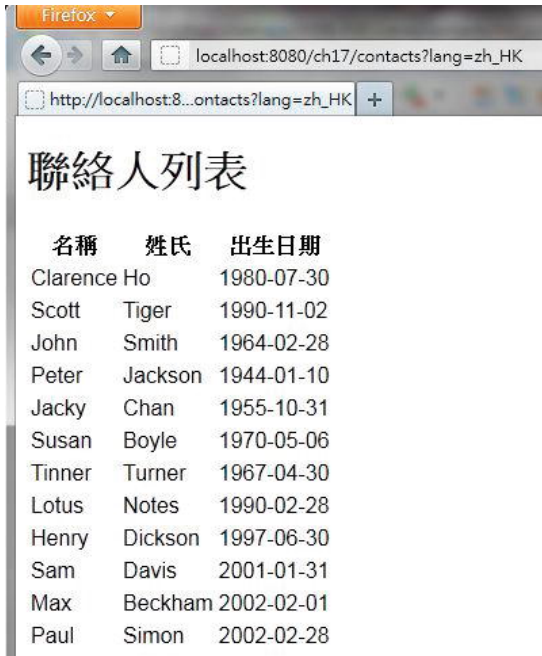 Firefox
localhost:8080/ch17/contacts?lang=zh_HK
http://localhost:8...ontacts?lang=zh_HK +
聯絡人列表
名稱 姓氏 出生日期
Clarence Ho 1980-07-30
Scott Tiger 1990-11-02
John Smith 1964-02-28
Peter Jackson 1944-01-10
Jacky Chan 1955-10-31
Susan Boyle 1970-05-06
Tinner Turner 1967-04-30
Lotus Notes 1990-02-28
Henry Dickson 1997-06-30
Sam Davis 2001-01-31
Max Beckham 2002-02-01
Paul Simon 2002-02-28